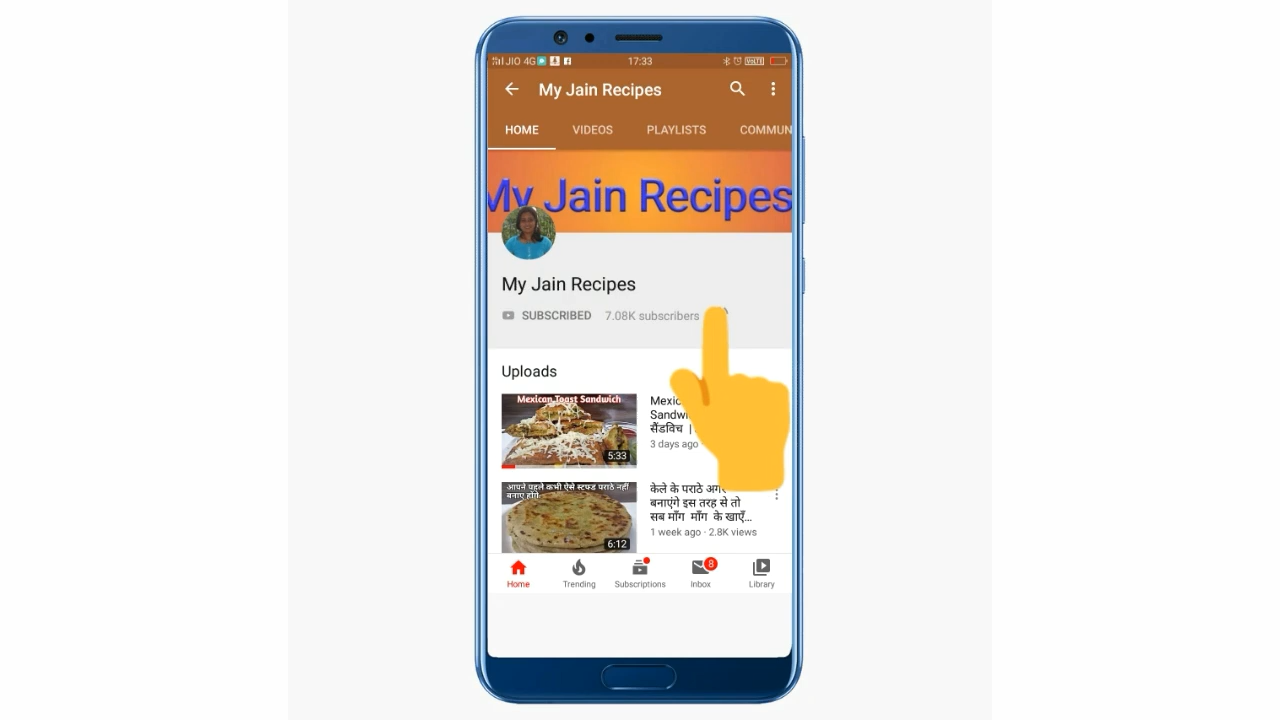 JIO 4G
17:33
VoLTE
My Jain Recipes
HOME VIDEOS PLAYLISTS COMMUN
My Jain Recipes
My Jain Recipes
SUBSCRIBED 7.08K subscribers
Uploads
Mexican Toast Sandwich
5:33
Sandwi
सैंडविच |
3 days ago
आपने पहले कभी ऐसे स्टफ्ड पराठे नहीं
बनाए होंगे
6:12
केले के पराठे अगर
बनाएंगे इस तरह से तो
सब माँग माँग के खाएँ...
1 week ago · 2.8K views
8
Home Trending Subscriptions Inbox Library